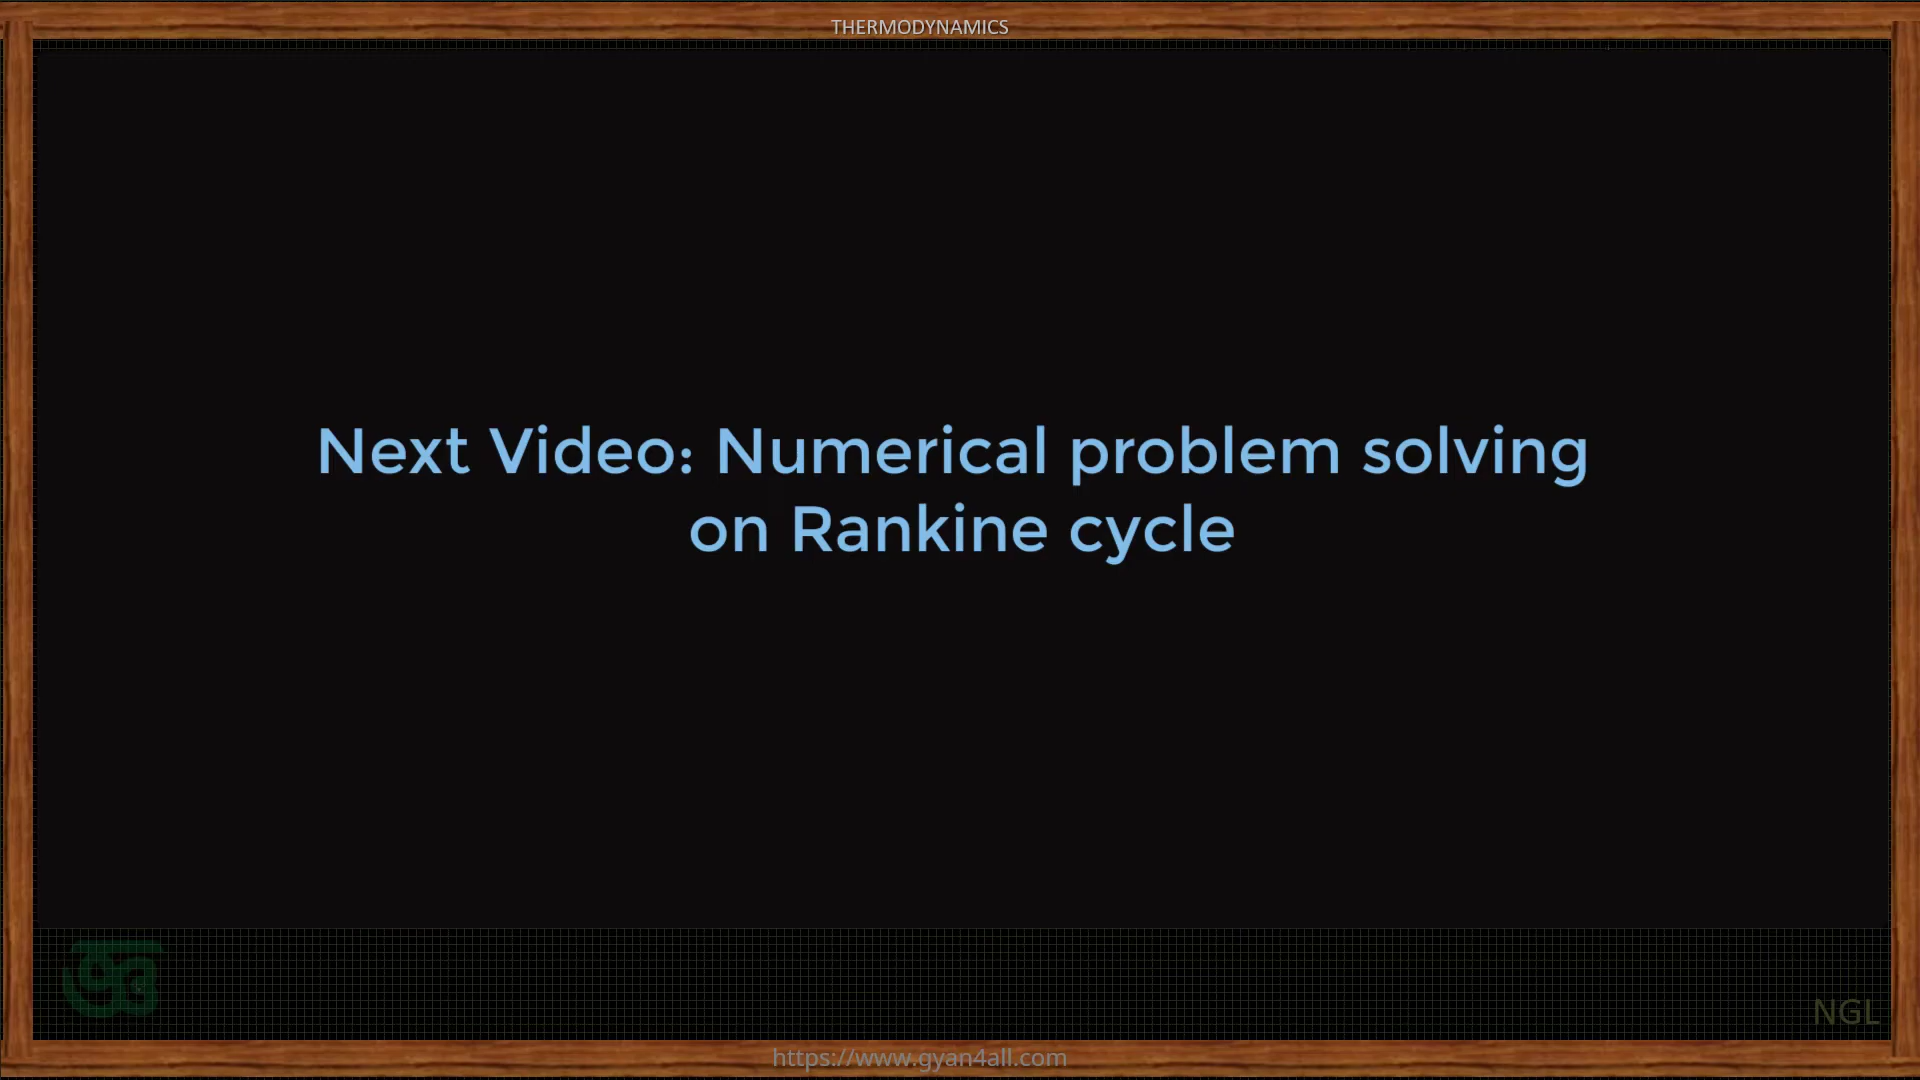 THERMODYNAMICS
Next Video: Numerical problem solving
on Rankine cycle
NGL
https://www.gyan4all.com